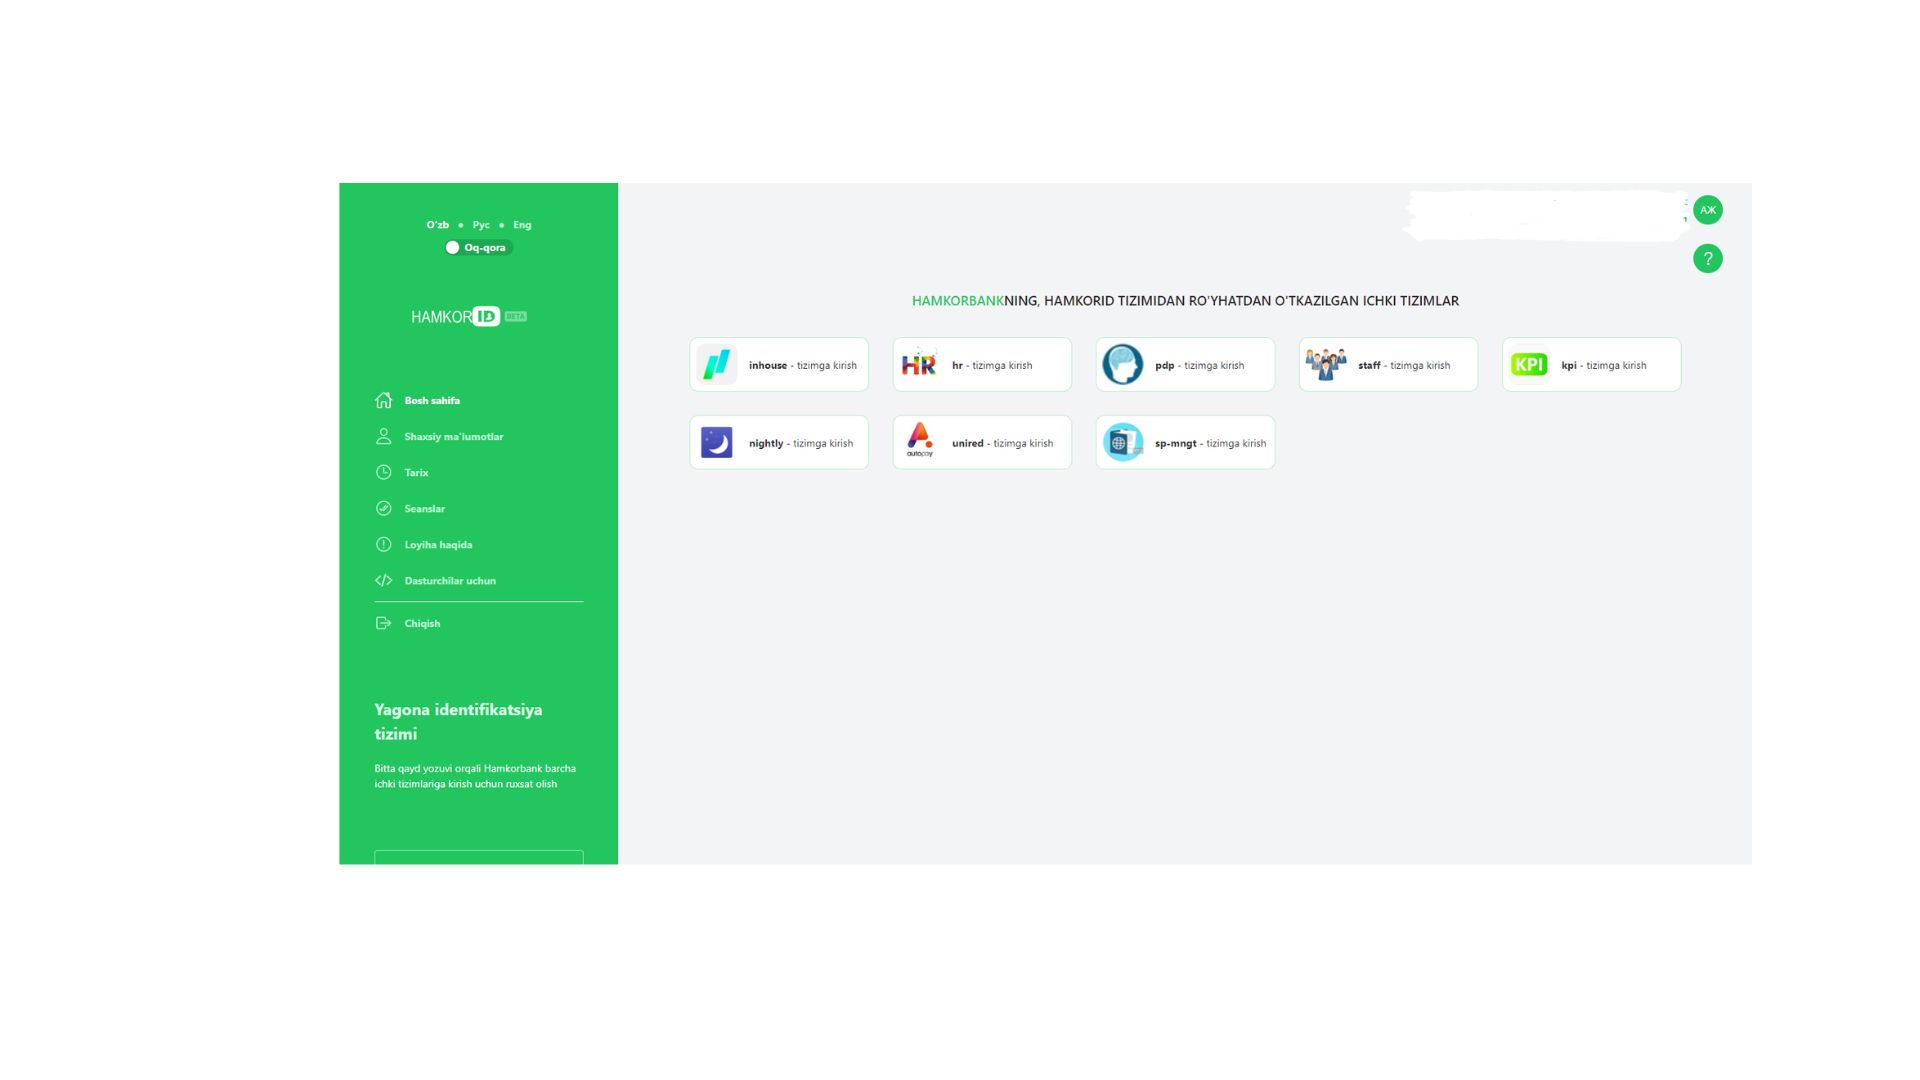 O'zb • Рус • Eng
Oq-qora
HAMKORID BETA
Bosh sahifa
Shaxsiy ma'lumotlar
Tarix
Seanslar
Loyiha haqida
Dasturchilar uchun
Chiqish
Yagona identifikatsiya
tizimi
Bitta qayd yozuvi orqali Hamkorbank barcha
ichki tizimlariga kirish uchun ruxsat olish
АЖ
?
HAMKORBANKNING, HAMKORID TIZIMIDAN RO'YHATDAN O'TKAZILGAN ICHKI TIZIMLAR
inhouse - tizimga kirish
HR hr - tizimga kirish
pdp - tizimga kirish
staff - tizimga kirish
KPI kpi - tizimga kirish
nightly - tizimga kirish
autopay unired - tizimga kirish
sp-mngt - tizimga kirish